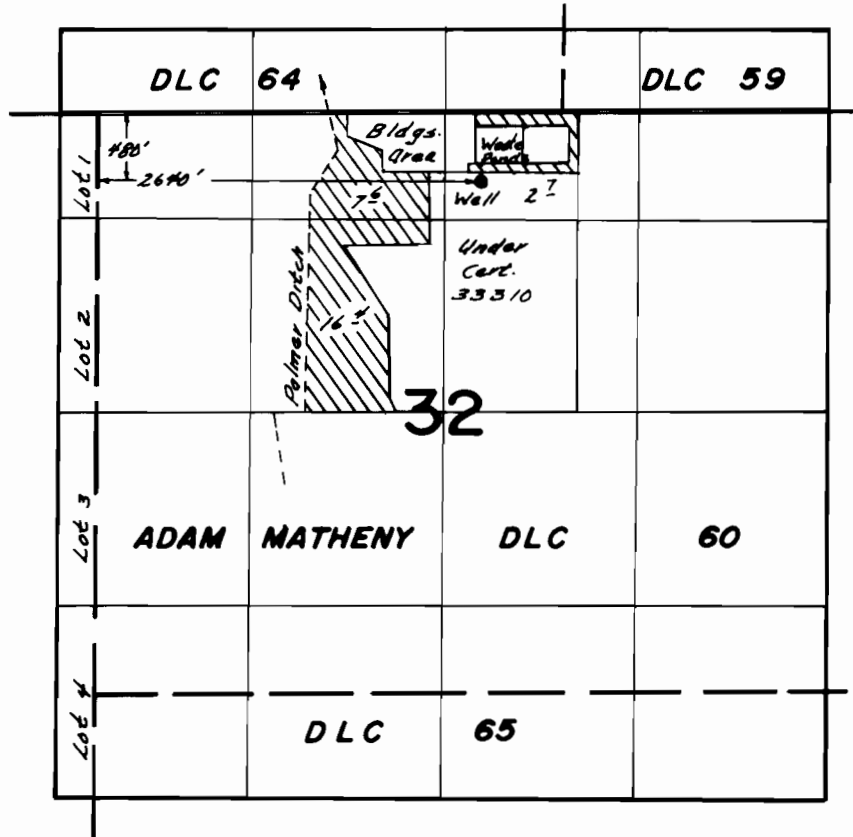 DLC 64
DLC 59
480'
2640'
Bldgs.
Area
Waste
Ponds
Well
2 7
7 6
Under
Cert.
33310
16 4
Palmer Ditch
32
Lot 1
Lot 2
Lot 3
Lot 4
ADAM MATHENY DLC 60
DLC 65